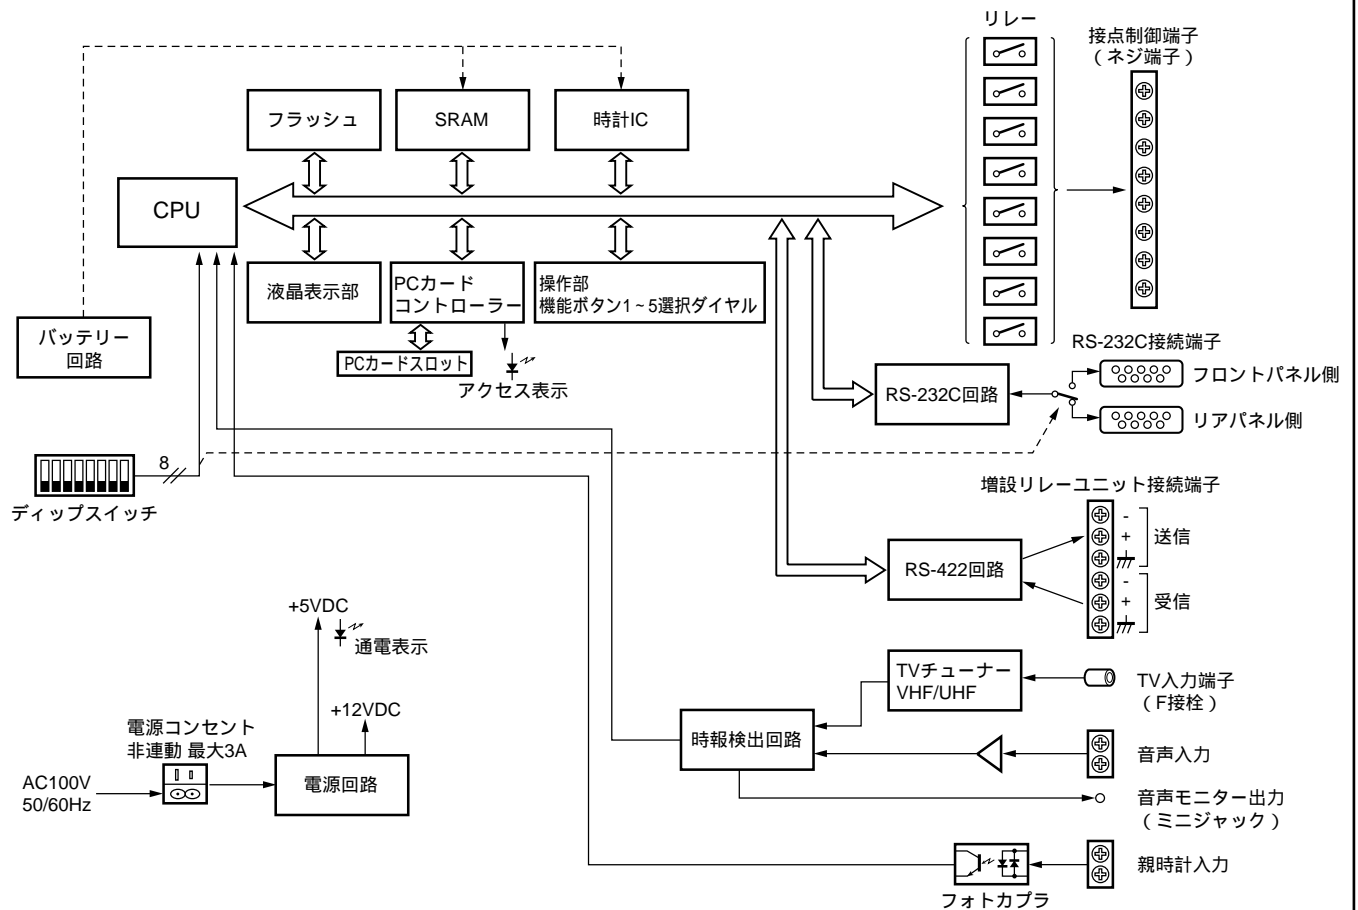 リレー
接点制御端子
(ネジ端子)
フラッシュ
SRAM
時計IC
CPU
液晶表示部
PCカード
コントローラー
操作部
機能ボタン1~5選択ダイヤル
バッテリー
回路
PCカードスロット
アクセス表示
RS-232C接続端子
RS-232C回路
フロントパネル側
リアパネル側
8
ディップスイッチ
増設リレーユニット接続端子
-
+
送信
RS-422回路
-
+
受信
+5VDC
通電表示
TVチューナー
VHF/UHF
TV入力端子
(F接栓)
+12VDC
電源コンセント
非連動 最大3A
時報検出回路
音声入力
AC100V
50/60Hz
電源回路
音声モニター出力
(ミニジャック)
親時計入力
フォトカプラ